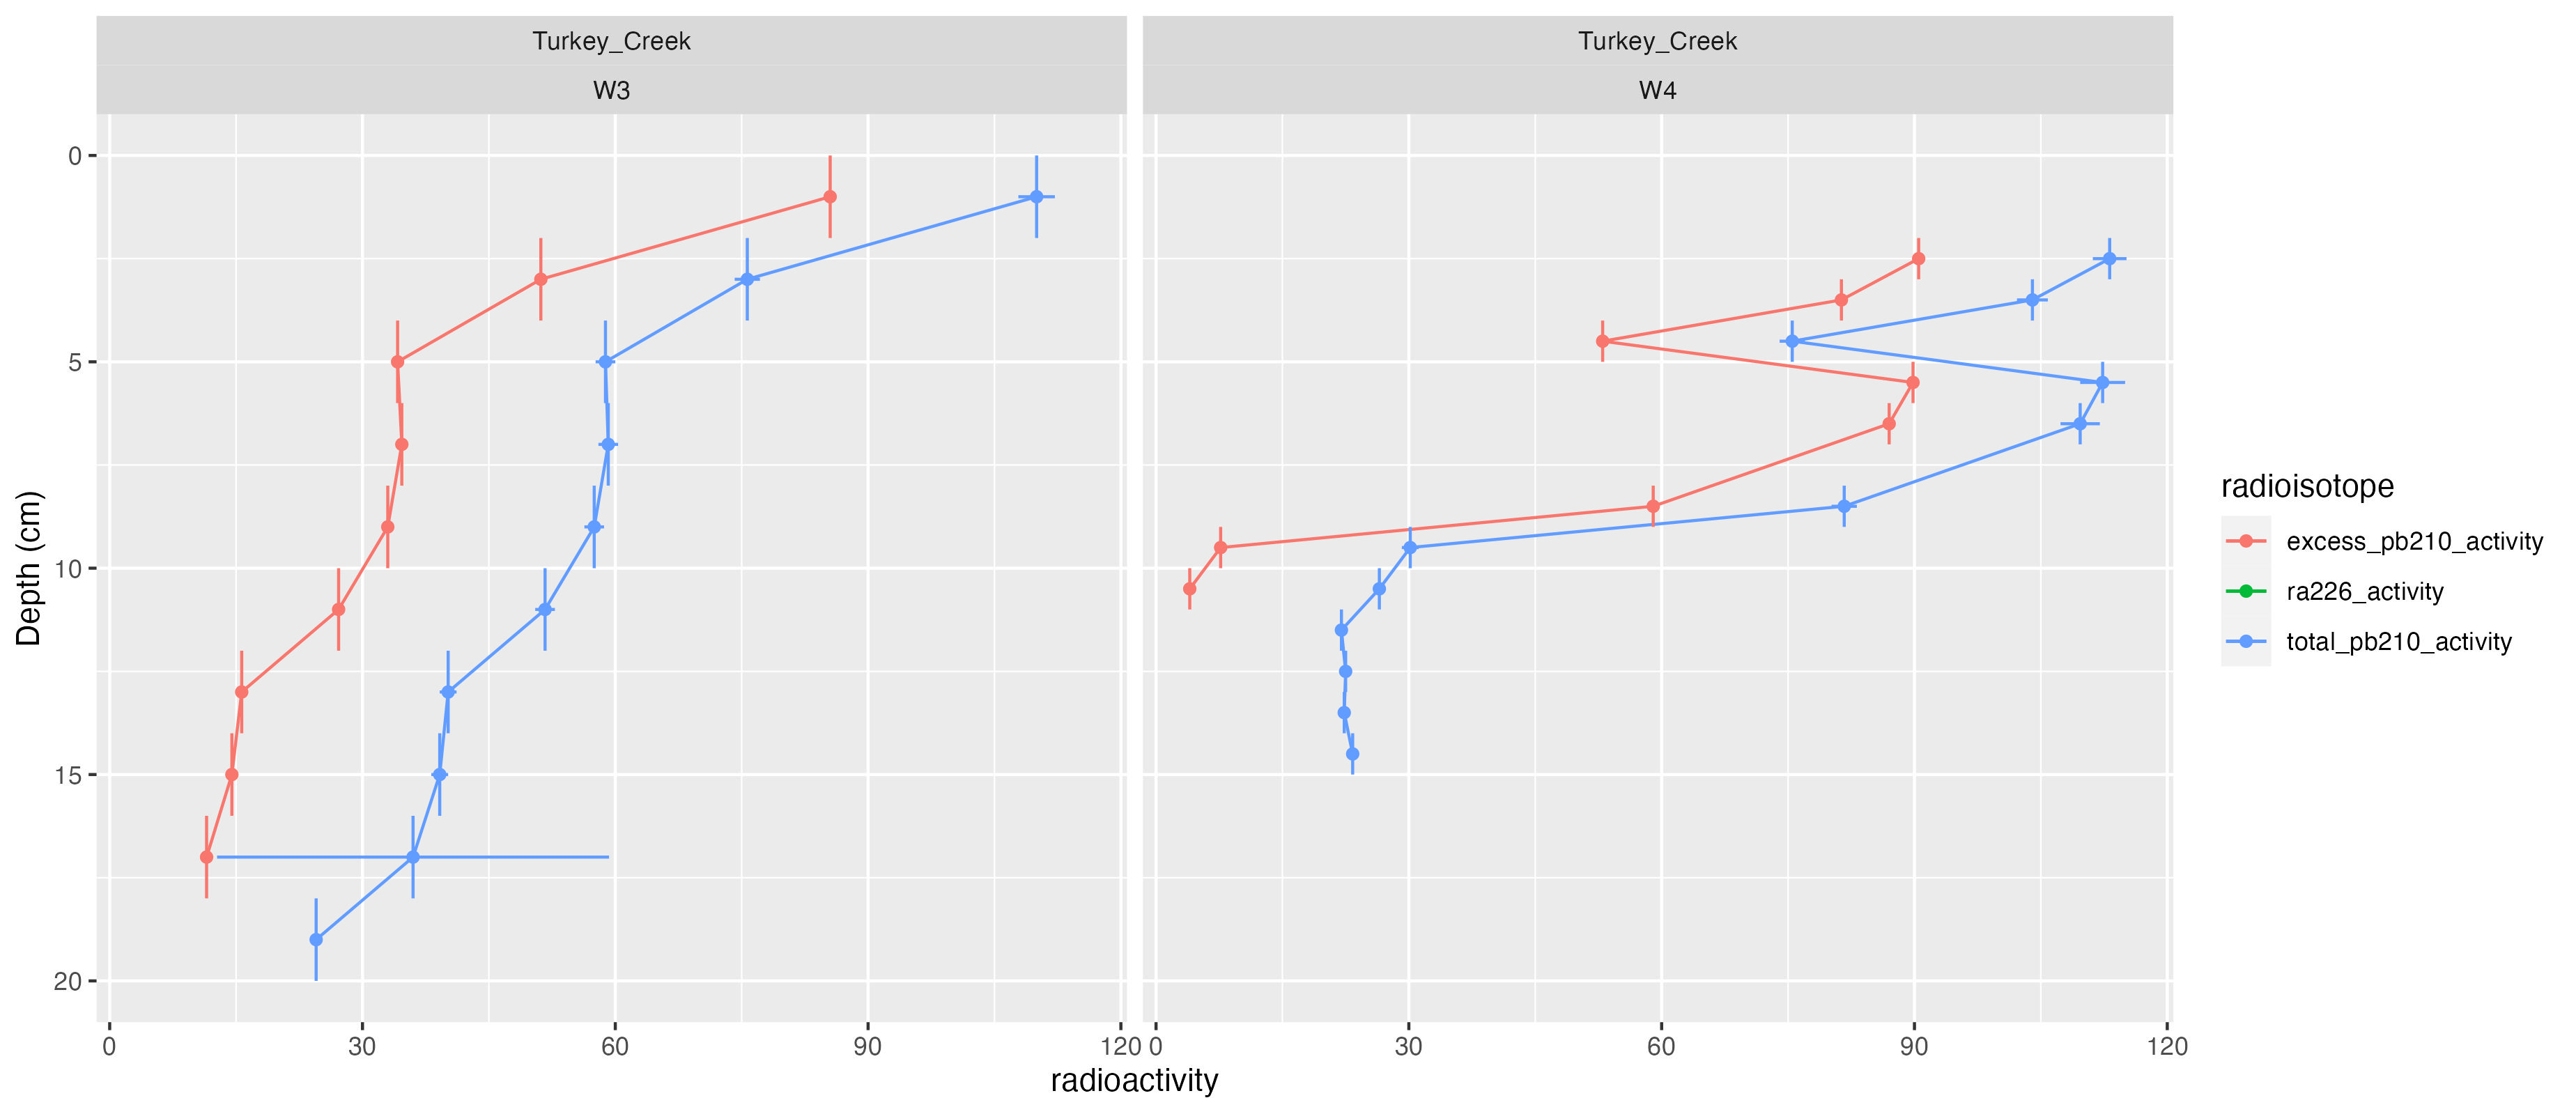 Turkey_Creek
Turkey_Creek
W3
W4
0
5
10
15
20
Depth (cm)
0
30
60
90
120
0
30
60
90
120
radioactivity
radioisotope
excess_pb210_activity
ra226_activity
total_pb210_activity